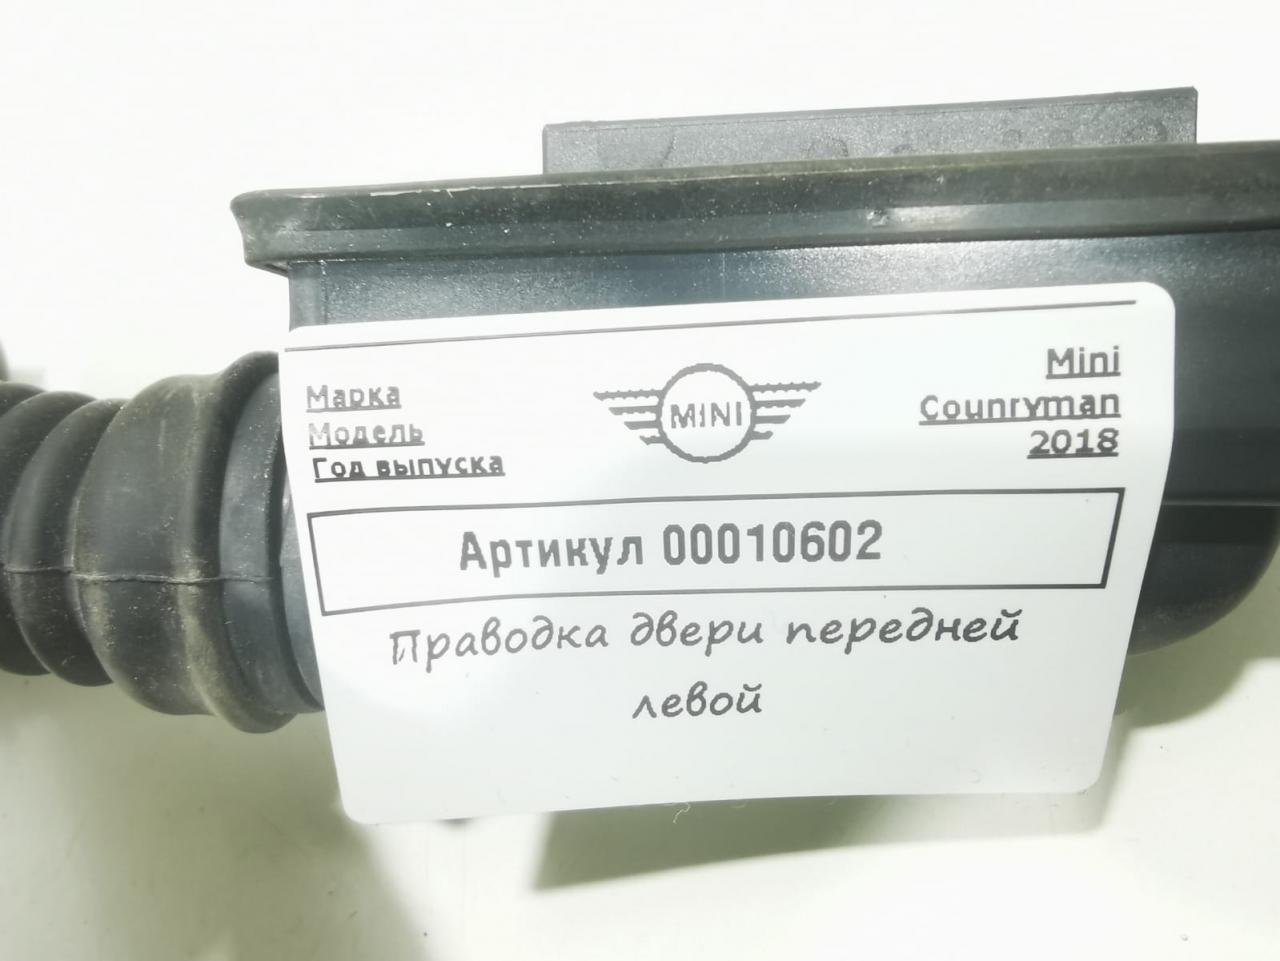 Марка Mini
Модель Counryman
Год выпуска 2018
MINI
Артикул 00010602
Праводка двери передней
левой